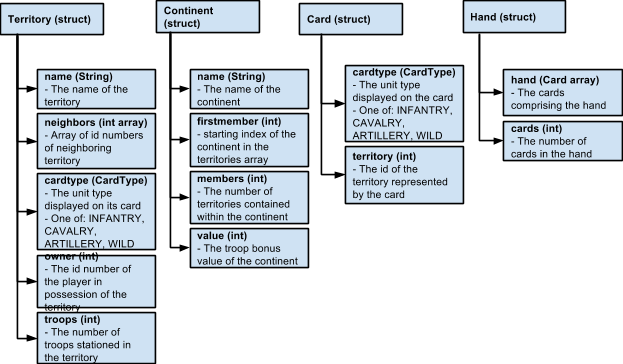 Territory (struct)
name (String)
- The name of the
territory
neighbors (int array)
- Array of id numbers
of neighboring
territory
cardtype (CardType)
- The unit type
displayed on its card
- One of: INFANTRY,
CAVALRY,
ARTILLERY, WILD
owner (int)
- The id number of
the player in
possession of the
territory
troops (int)
- The number of
troops stationed in
the territory
Continent
(struct)
name (String)
- The name of the
continent
firstmember (int)
- starting index of the
continent in the
territories array
members (int)
- The number of
territories contained
within the continent
value (int)
- The troop bonus
value of the continent
Card (struct)
cardtype (CardType)
- The unit type
displayed on the card
- One of: INFANTRY,
CAVALRY,
ARTILLERY, WILD
territory (int)
- The id of the
territory represented
by the card
Hand (struct)
hand (Card array)
- The cards
comprising the hand
cards (int)
- The number of
cards in the hand